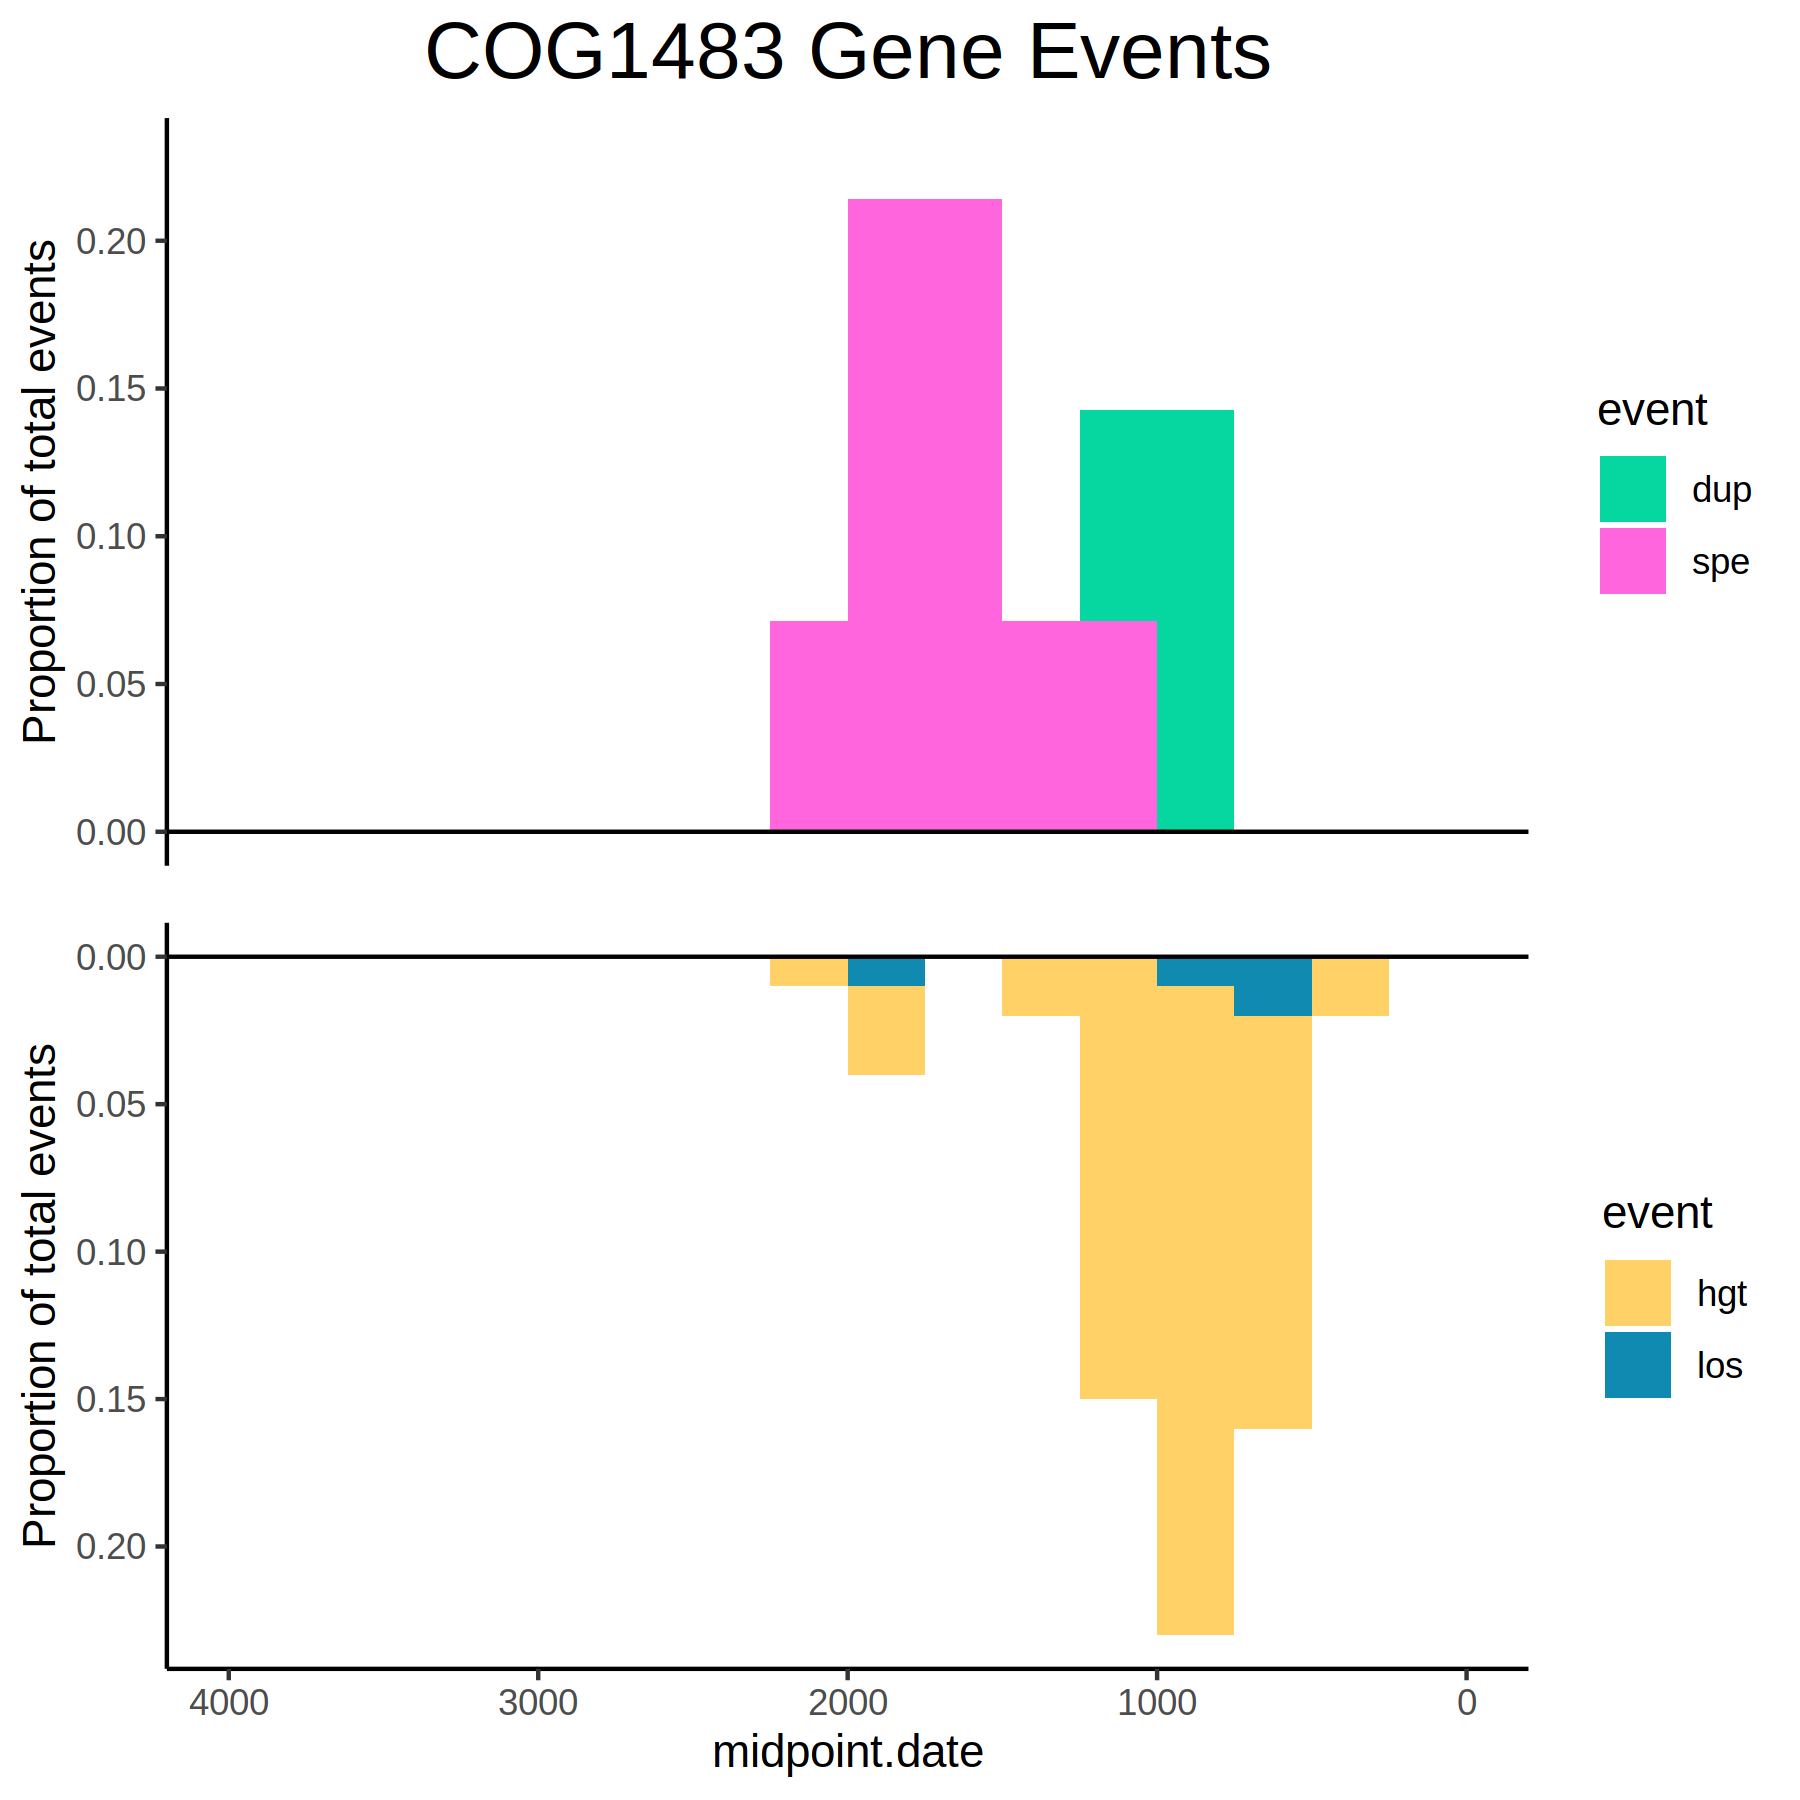 COG1483 Gene Events
Proportion of total events
0.20
0.15
0.10
0.05
0.00
event
dup
spe
Proportion of total events
0.00
0.05
0.10
0.15
0.20
event
hgt
los
4000 3000 2000 1000 0
midpoint.date